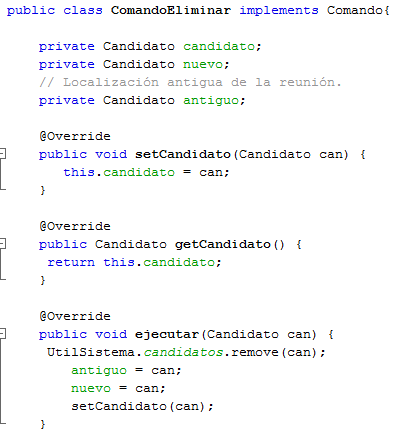 public class ComandoEliminar implements Comando{
private Candidato candidato;
private Candidato nuevo;
// Localización antigua de la reunión.
private Candidato antiguo;
@Override
public void setCandidato(Candidato can) {
this.candidato = can;
}
@Override
public Candidato getCandidato() {
return this.candidato;
}
@Override
public void ejecutar(Candidato can) {
UtilSistema.candidatos.remove(can);
antiguo = can;
nuevo = can;
setCandidato(can);
}